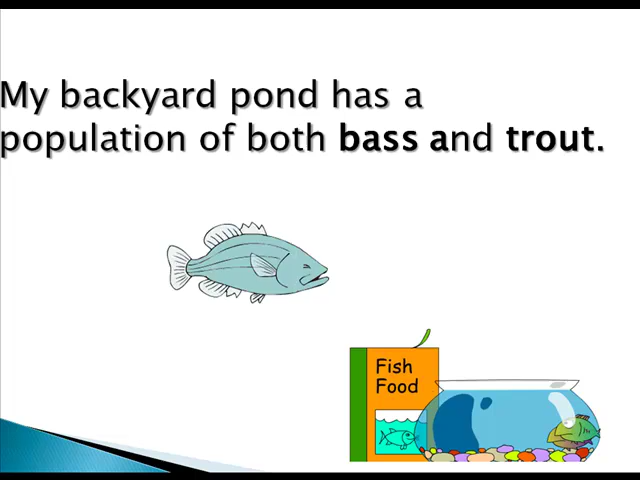 My backyard pond has a
population of both bass and trout.
Fish
Food